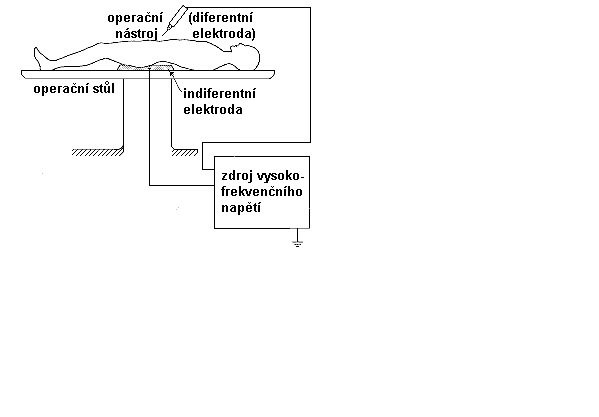 operační (diferentní
nástroj elektroda)
operační stůl
indiferentní
elektroda
zdroj vysoko-
frekvenčního
napětí